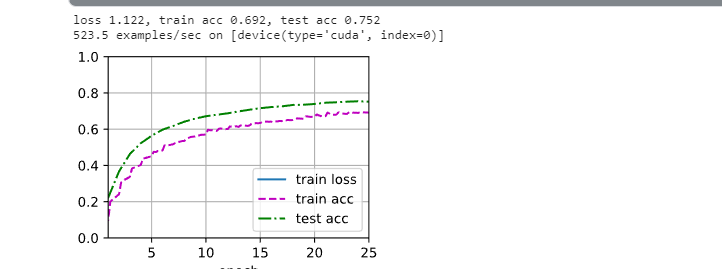 loss 1.122, train acc 0.692, test acc 0.752
523.5 examples/sec on [device(type='cuda', index=0)]
1.0
0.8
0.6
0.4
0.2
0.0
train loss
train acc
test acc
5 10 15 20 25
epoch